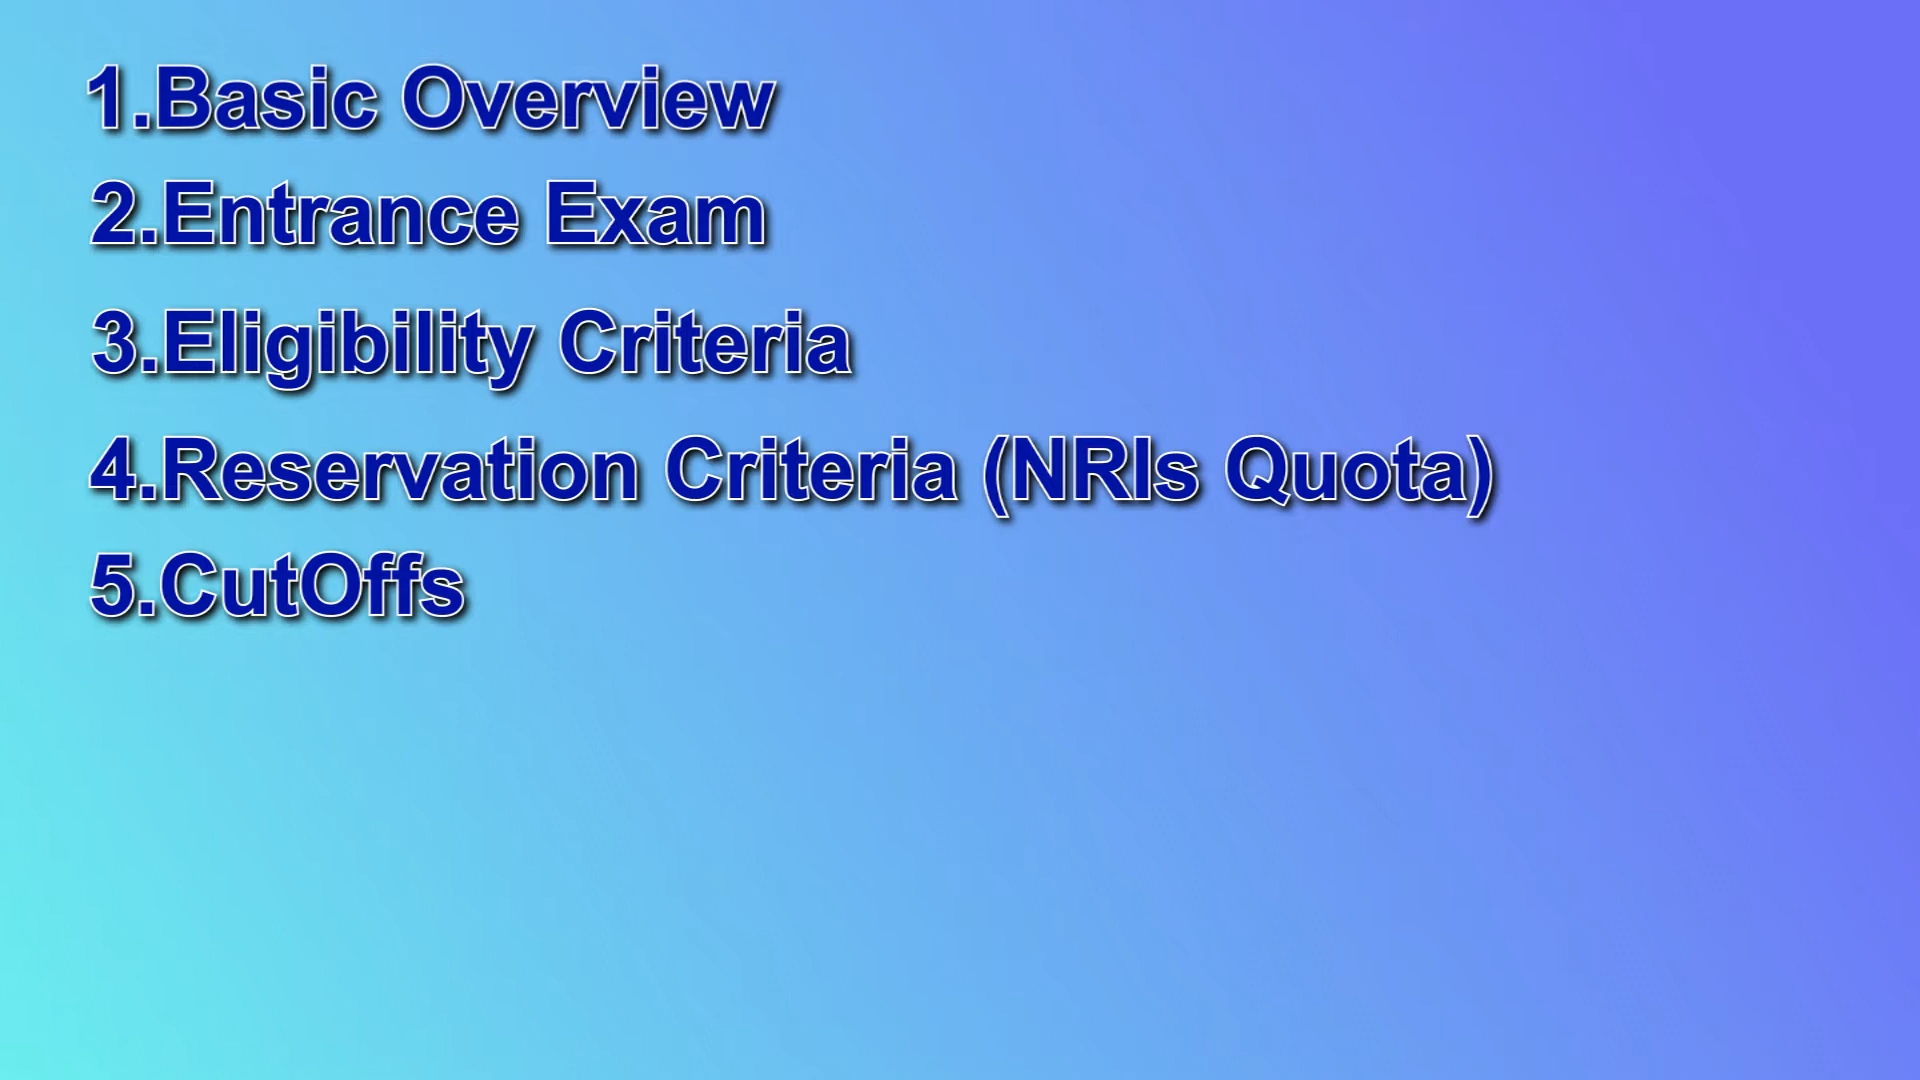 1.Basic Overview
2.Entrance Exam
3.Eligibility Criteria
4.Reservation Criteria (NRIs Quota)
5.CutOffs